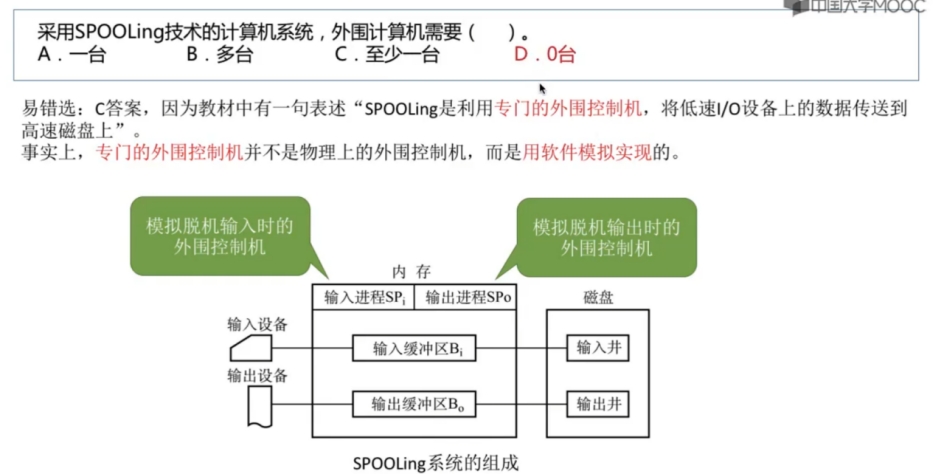 中国大学MOOC
采用SPOOLing技术的计算机系统，外围计算机需要（    ）。
A．一台 B．多台 C．至少一台 D．0台
易错选：C答案，因为教材中有一句表述“SPOOLing是利用专门的外围控制机，将低速I/O设备上的数据传送到
高速磁盘上”。
事实上，专门的外围控制机并不是物理上的外围控制机，而是用软件模拟实现的。
模拟脱机输入时的
外围控制机
模拟脱机输出时的
外围控制机
内 存
输入进程SPi 输出进程SPo
磁盘
输入设备
输入缓冲区Bi
输入井
输出设备
输出缓冲区Bo
输出井
SPOOLing系统的组成